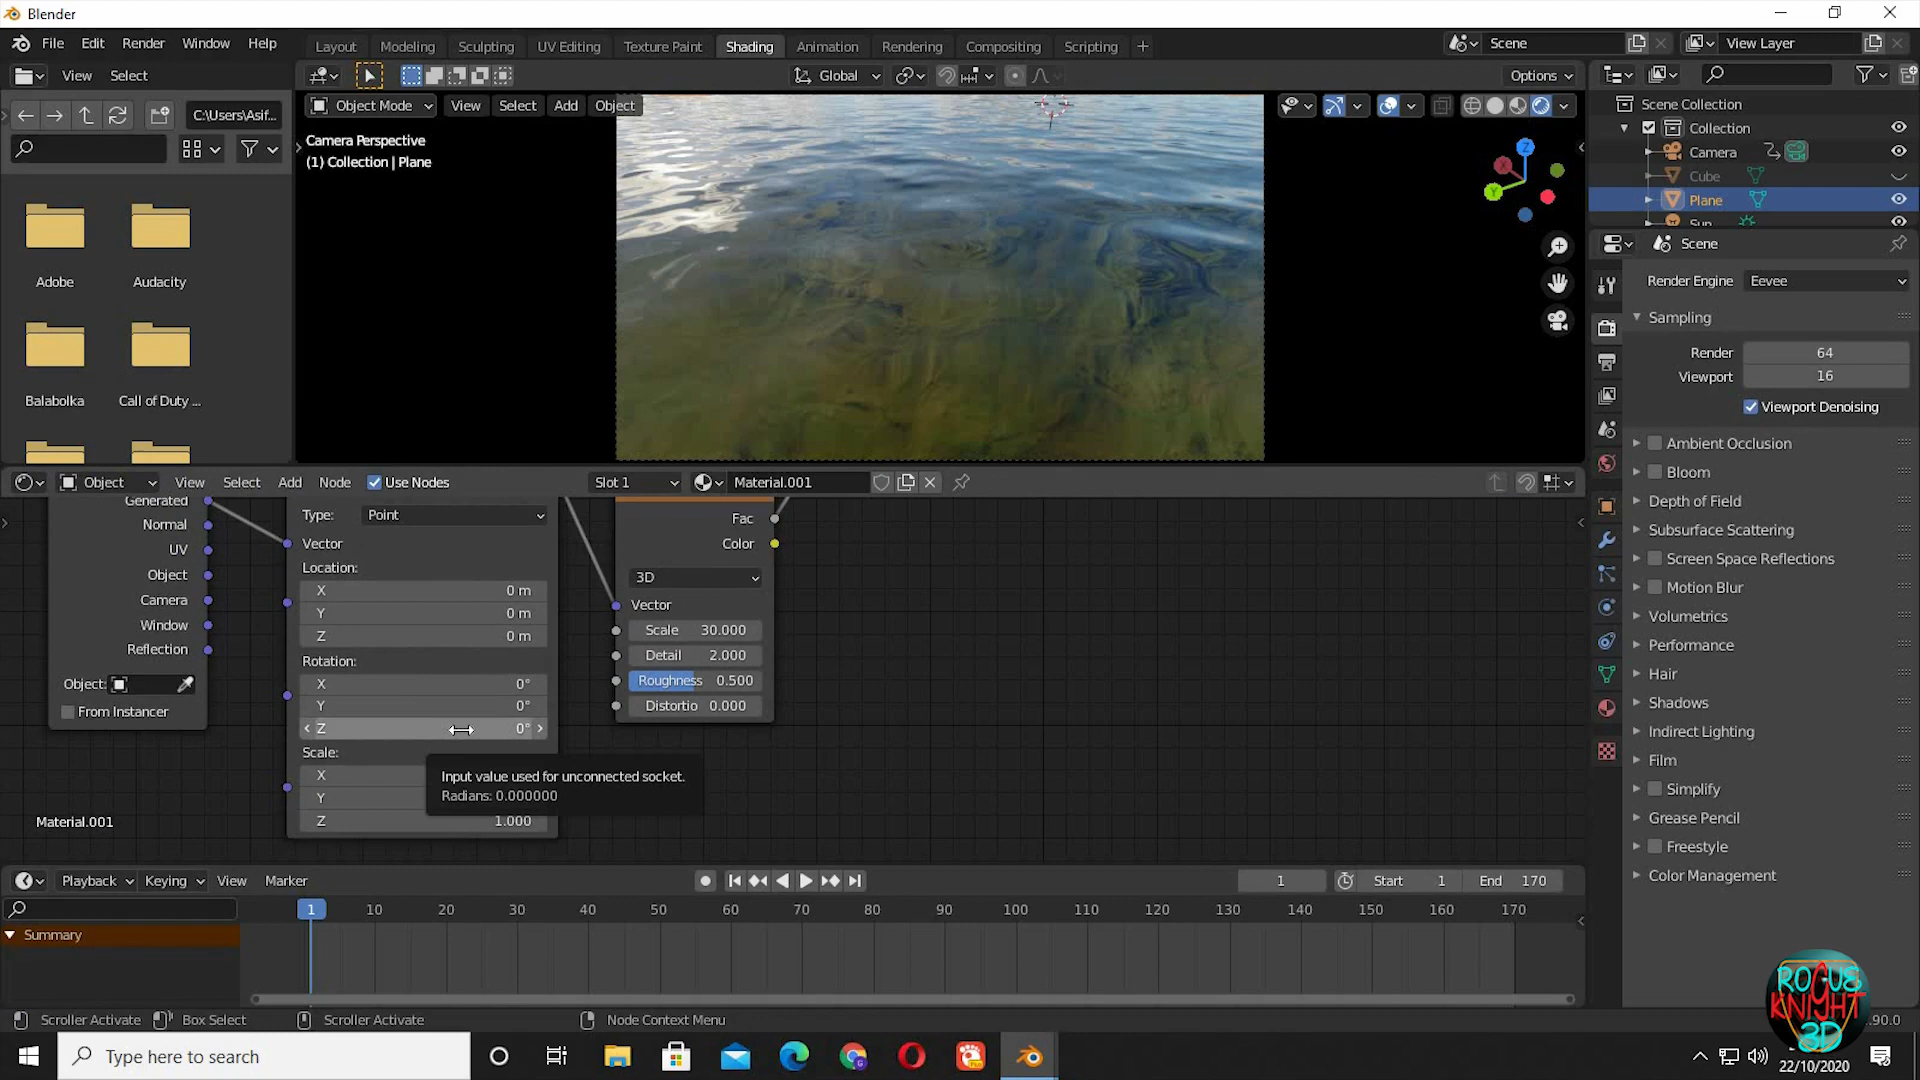 Blender
File Edit Render Window Help
Layout Modeling Sculpting UV Editing Texture Paint Shading Animation Rendering Compositing Scripting
Scene View Layer
View Select
Global
Options
C:\Users\Asif...
Object Mode View Select Add Object
Camera Perspective
(1) Collection | Plane
Z
X
Y
Adobe
Audacity
Balabolka
Call of Duty ...
Scene Collection
Collection
Camera
Cube
Plane
Sun
Scene
Render Engine Eevee
Sampling
Render 64
Viewport 16
Viewport Denoising
Ambient Occlusion
Bloom
Depth of Field
Subsurface Scattering
Screen Space Reflections
Motion Blur
Volumetrics
Performance
Hair
Shadows
Indirect Lighting
Film
Simplify
Grease Pencil
Freestyle
Color Management
Object View Select Add Node Use Nodes Slot 1 Material.001
Generated
Normal
UV
Object
Camera
Window
Reflection
Object:
From Instancer
Type: Point
Vector
Location:
X 0 m
Y 0 m
Z 0 m
Rotation:
X 0°
Y 0°
Z 0°
Scale:
X
Y
Z 1.000
Input value used for unconnected socket.
Radians: 0.000000
Fac
Color
3D
Vector
Scale 30.000
Detail 2.000
Roughness 0.500
Distortio 0.000
Material.001
Playback Keying View Marker
1 Start 1 End 170
1 10 20 30 40 50 60 70 80 90 100 110 120 130 140 150 160 170
Summary
Scroller Activate Box Select Scroller Activate Node Context Menu
.90.0
ROGUE
KNIGHT
3D
Type here to search
22/10/2020